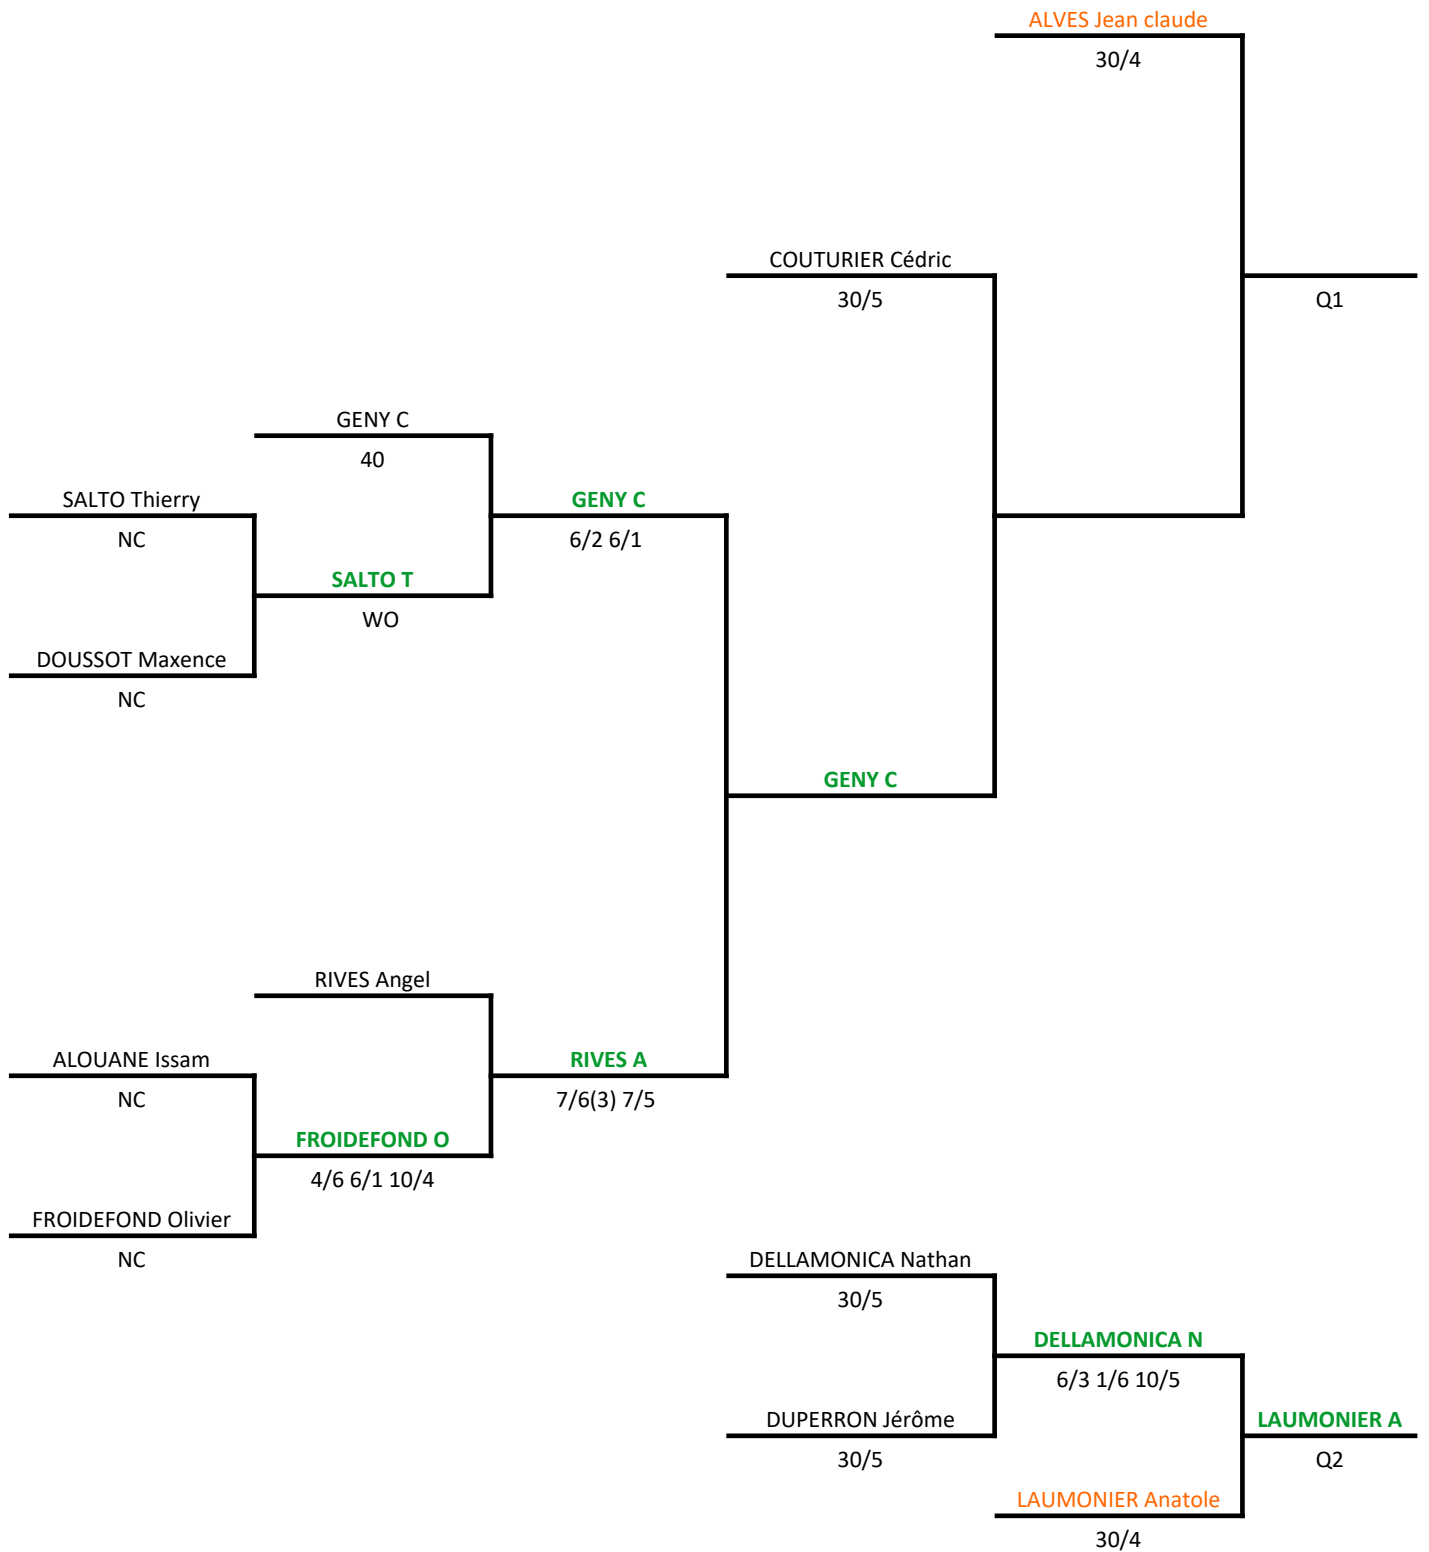 ALVES Jean claude
30/4
COUTURIER Cédric
30/5
Q1
GENY C
40
SALTO Thierry
NC
GENY C
6/2 6/1
SALTO T
WO
DOUSSOT Maxence
NC
GENY C
RIVES Angel
ALOUANE Issam
NC
RIVES A
7/6(3) 7/5
FROIDEFOND O
4/6 6/1 10/4
FROIDEFOND Olivier
NC
DELLAMONICA Nathan
30/5
DELLAMONICA N
6/3 1/6 10/5
DUPERRON Jérôme
30/5
LAUMONIER A
Q2
LAUMONIER Anatole
30/4